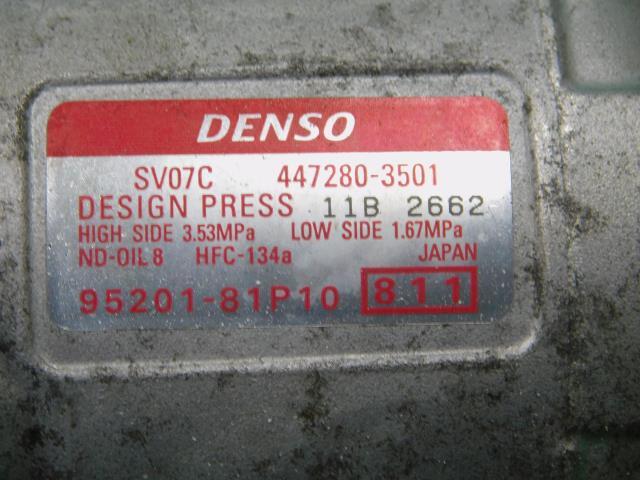 DENSO
SV07C 447280-3501
DESIGN PRESS 11B 2662
HIGH SIDE 3.53MPa LOW SIDE 1.67MPa
ND-OIL 8 HFC-134a JAPAN
95201-81P10 811